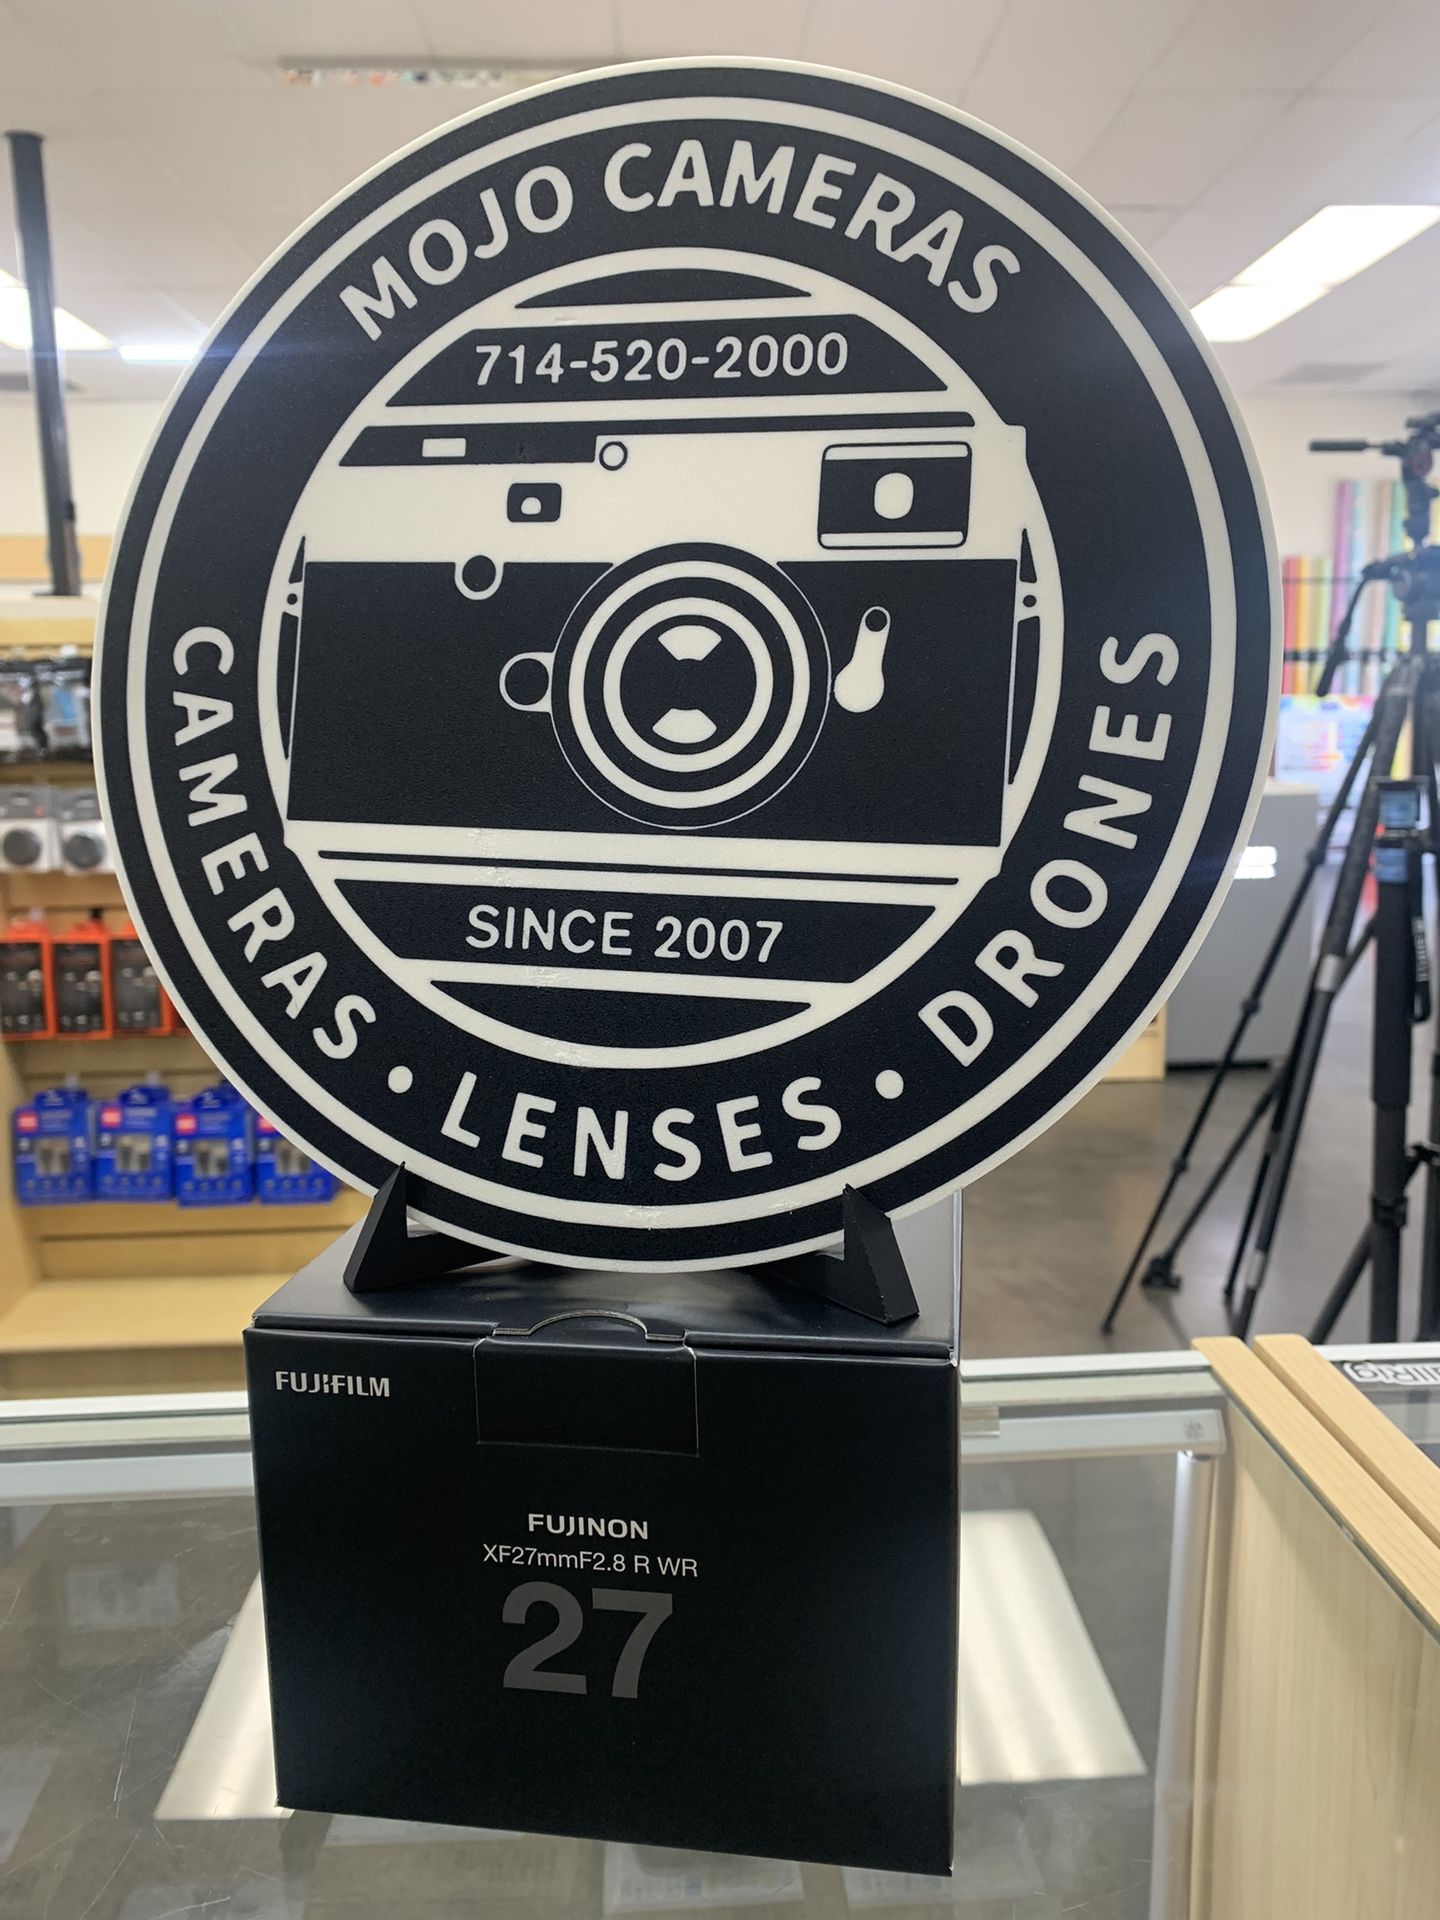 MOJO CAMERAS
714-520-2000
SINCE 2007
CAMERAS • LENSES • DRONES
FUJIFILM
FUJINON
XF27mmF2.8 R WR
27